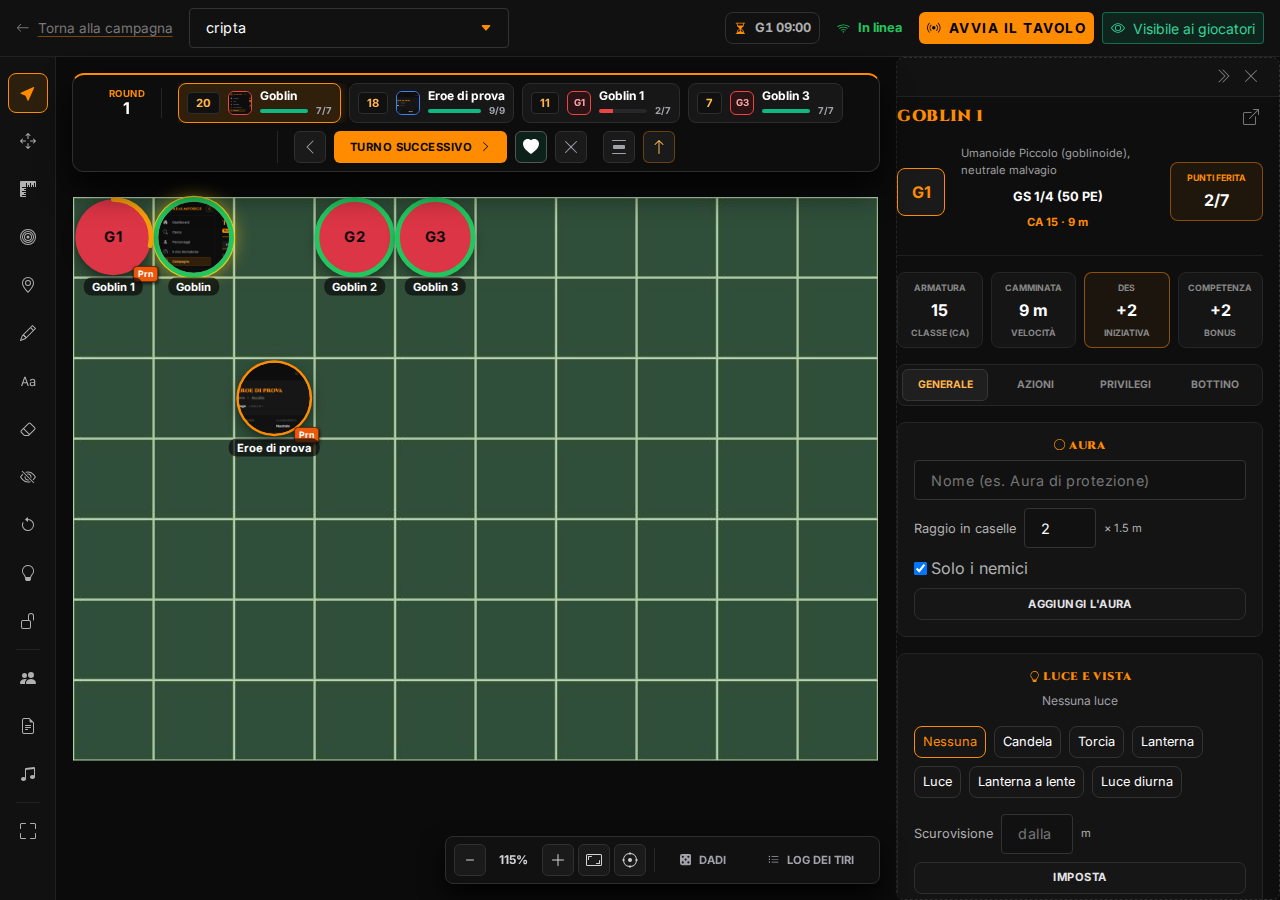 Torna alla campagna
cripta
G1 09:00
In linea
AVVIA IL TAVOLO
Visibile ai giocatori
ROUND
1
20
Goblin
7/7
18
Eroe di prova
9/9
11
G1
Goblin 1
2/7
7
G3
Goblin 3
7/7
TURNO SUCCESSIVO
G1
Prn
Goblin 1
Goblin
G2
Goblin 2
G3
Goblin 3
EROE DI PROVA
Prn
Eroe di prova
Aa
115%
DADI
LOG DEI TIRI
GOBLIN 1
G1
Umanoide Piccolo (goblinoide),
neutrale malvagio
GS 1/4 (50 PE)
CA 15 · 9 m
PUNTI FERITA
2/7
ARMATURA
15
CLASSE (CA)
CAMMINATA
9 m
VELOCITÀ
DES
+2
INIZIATIVA
COMPETENZA
+2
BONUS
GENERALE
AZIONI
PRIVILEGI
BOTTINO
AURA
Nome (es. Aura di protezione)
Raggio in caselle
2
× 1.5 m
Solo i nemici
AGGIUNGI L'AURA
LUCE E VISTA
Nessuna luce
Nessuna
Candela
Torcia
Lanterna
Luce
Lanterna a lente
Luce diurna
Scurovisione
dalla
m
IMPOSTA